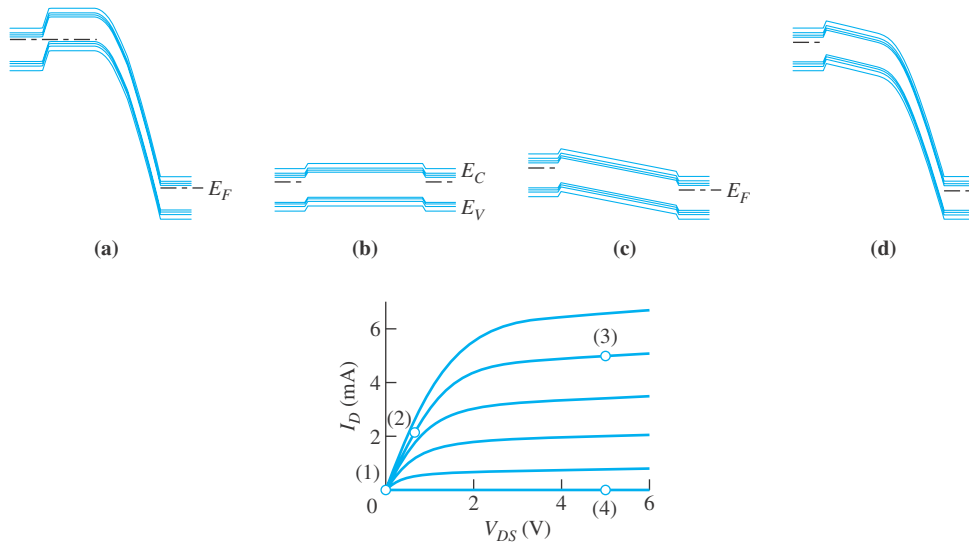 E_F
E_C
E_V
E_F
(a)
(b)
(c)
(d)
I_D (mA)
6
4
2
0
(1)
(2)
(3)
(4)
2
4
6
V_DS (V)